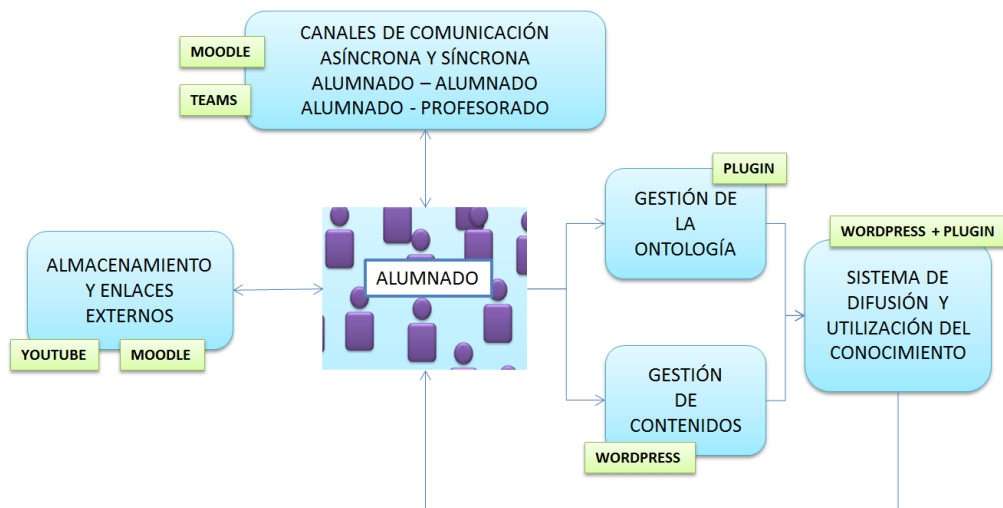 CANALES DE COMUNICACIÓN
ASÍNCRONA Y SÍNCRONA
ALUMNADO – ALUMNADO
ALUMNADO - PROFESORADO
MOODLE
TEAMS
PLUGIN
GESTIÓN DE
LA
ONTOLOGÍA
WORDPRESS + PLUGIN
SISTEMA DE
DIFUSIÓN Y
UTILIZACIÓN DEL
CONOCIMIENTO
ALMACENAMIENTO
Y ENLACES
EXTERNOS
YOUTUBE
MOODLE
ALUMNADO
GESTIÓN
DE
CONTENIDOS
WORDPRESS